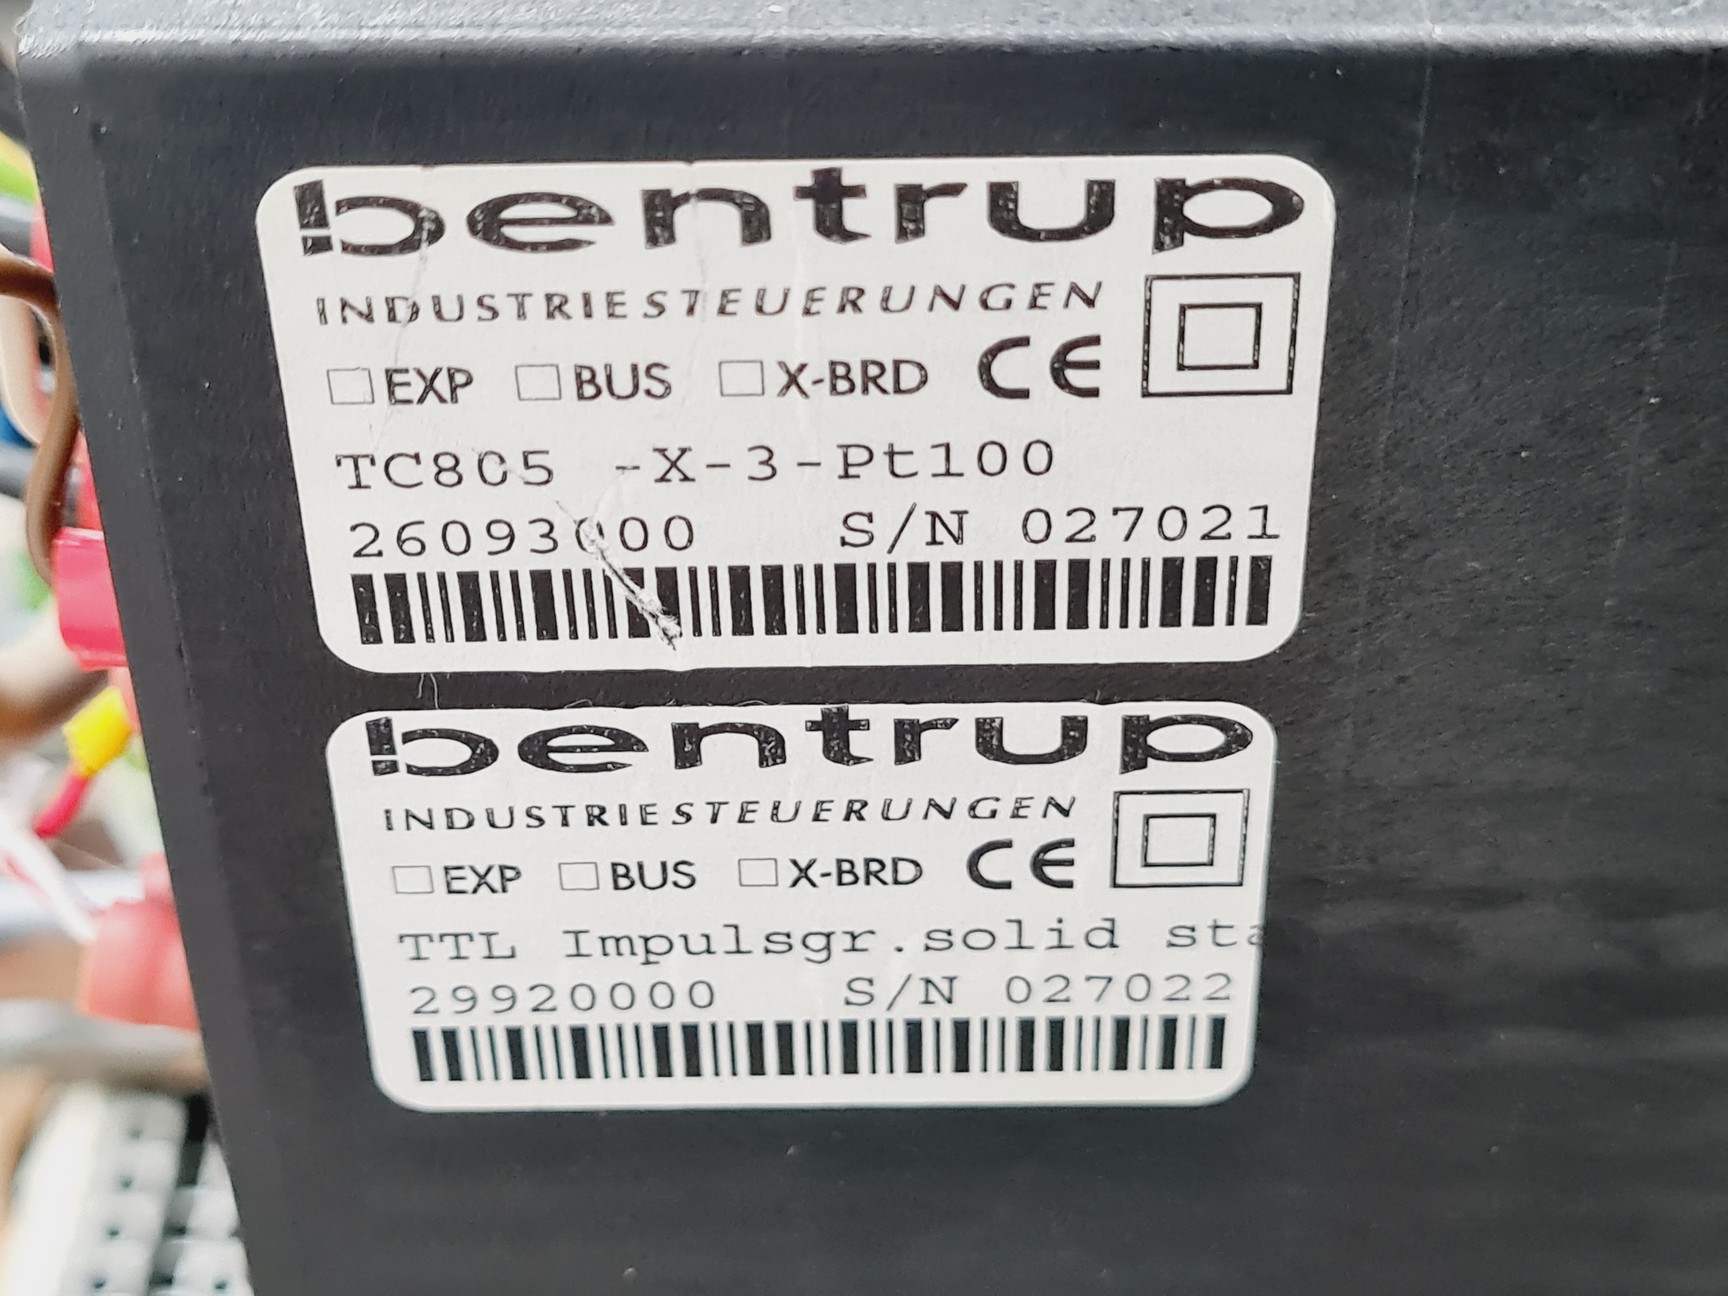 bentrup
INDUSTRIESTEUERUNGEN
EXP BUS X-BRD CE
TC805 -X-3-Pt100
26093000 S/N 027021
bentrup
INDUSTRIESTEUERUNGEN
EXP BUS X-BRD CE
TTL Impulsgr.solid sta
29920000 S/N 027022